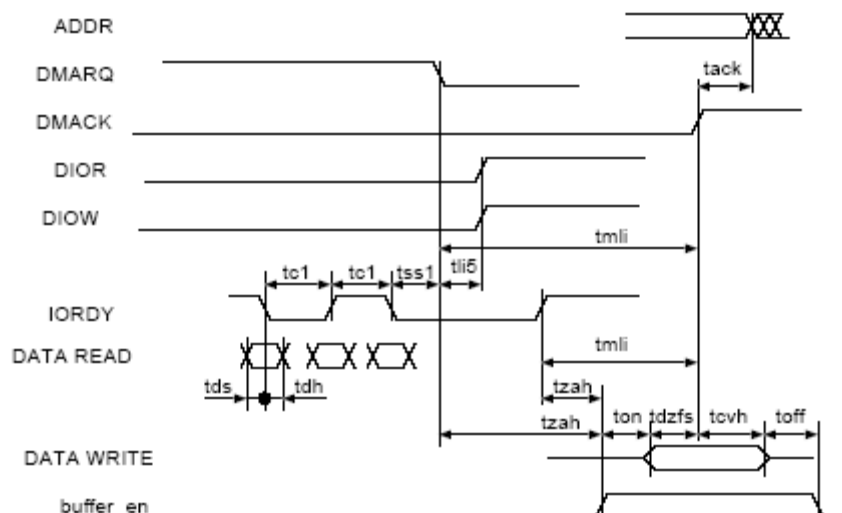 ADDR
DMARQ
tack
DMACK
DIOR
DIOW
tmli
tc1 tc1 tss1 tli5
IORDY
DATA READ
tmli
tds tdh
tzah
tzah ton tdzfs tcvh toff
DATA WRITE
buffer_en